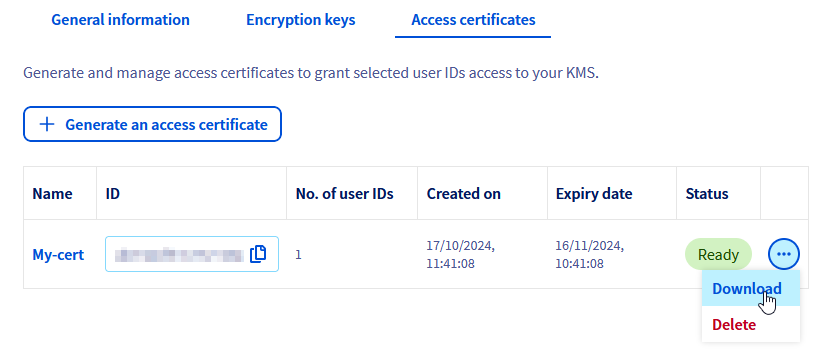 General information Encryption keys Access certificates
Generate and manage access certificates to grant selected user IDs access to your KMS.
+ Generate an access certificate
Name ID No. of user IDs Created on Expiry date Status
My-cert 1 17/10/2024, 11:41:08 16/11/2024, 10:41:08 Ready ...
Download
Delete